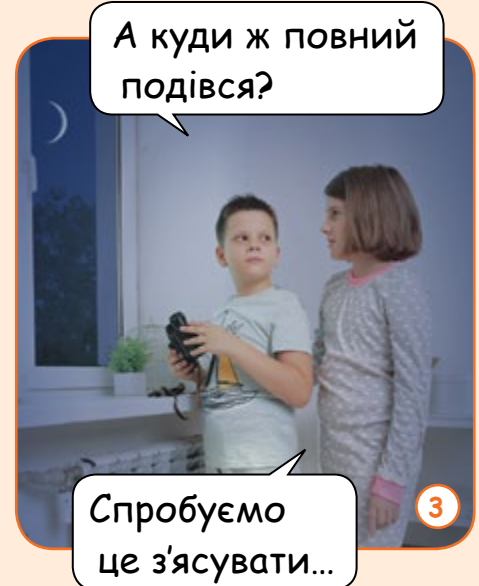 А куди ж повний
подівся?
Спробуємо
це з'ясувати...
3